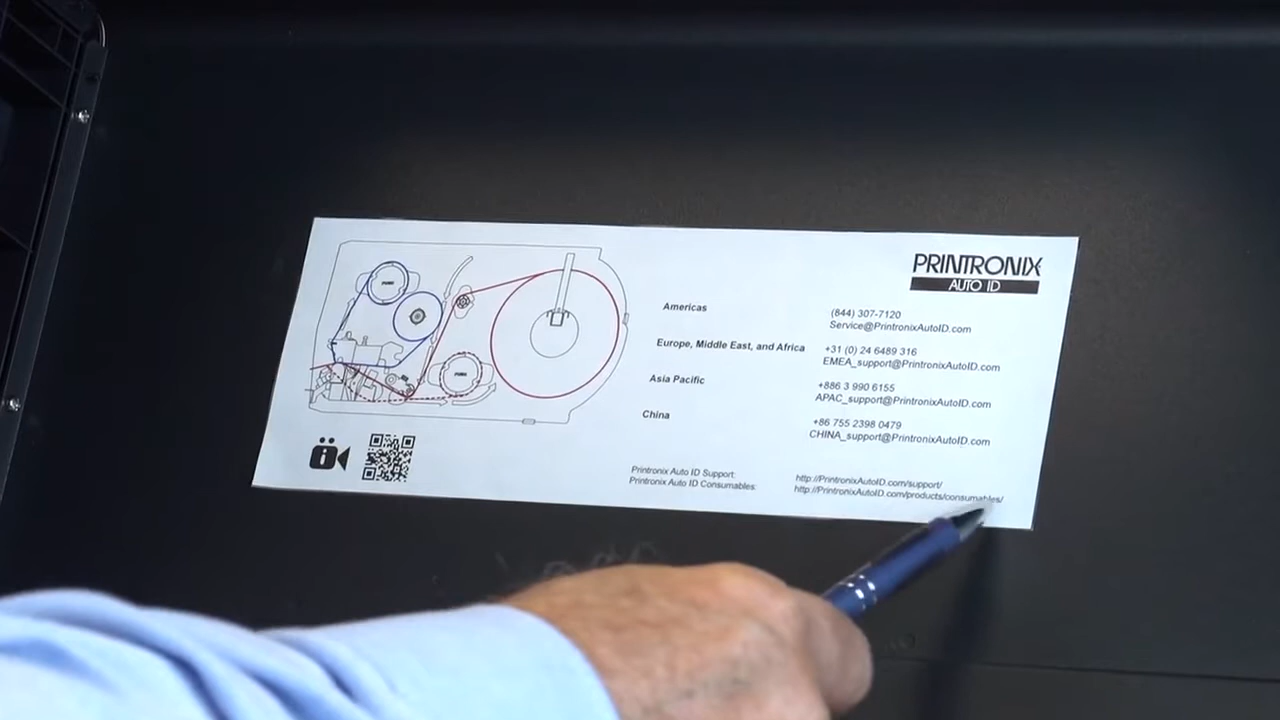 PRINTRONIX
AUTO ID
Americas
(844) 307-7120
Service@PrintronixAutoID.com
Europe, Middle East, and Africa
+31 (0) 24 6489 316
EMEA_support@PrintronixAutoID.com
Asia Pacific
+886 3 990 6155
APAC_support@PrintronixAutoID.com
China
+86 755 2398 0479
CHINA_support@PrintronixAutoID.com
Printronix Auto ID Support: http://PrintronixAutoID.com/support/
Printronix Auto ID Consumables: http://PrintronixAutoID.com/products/consumables/